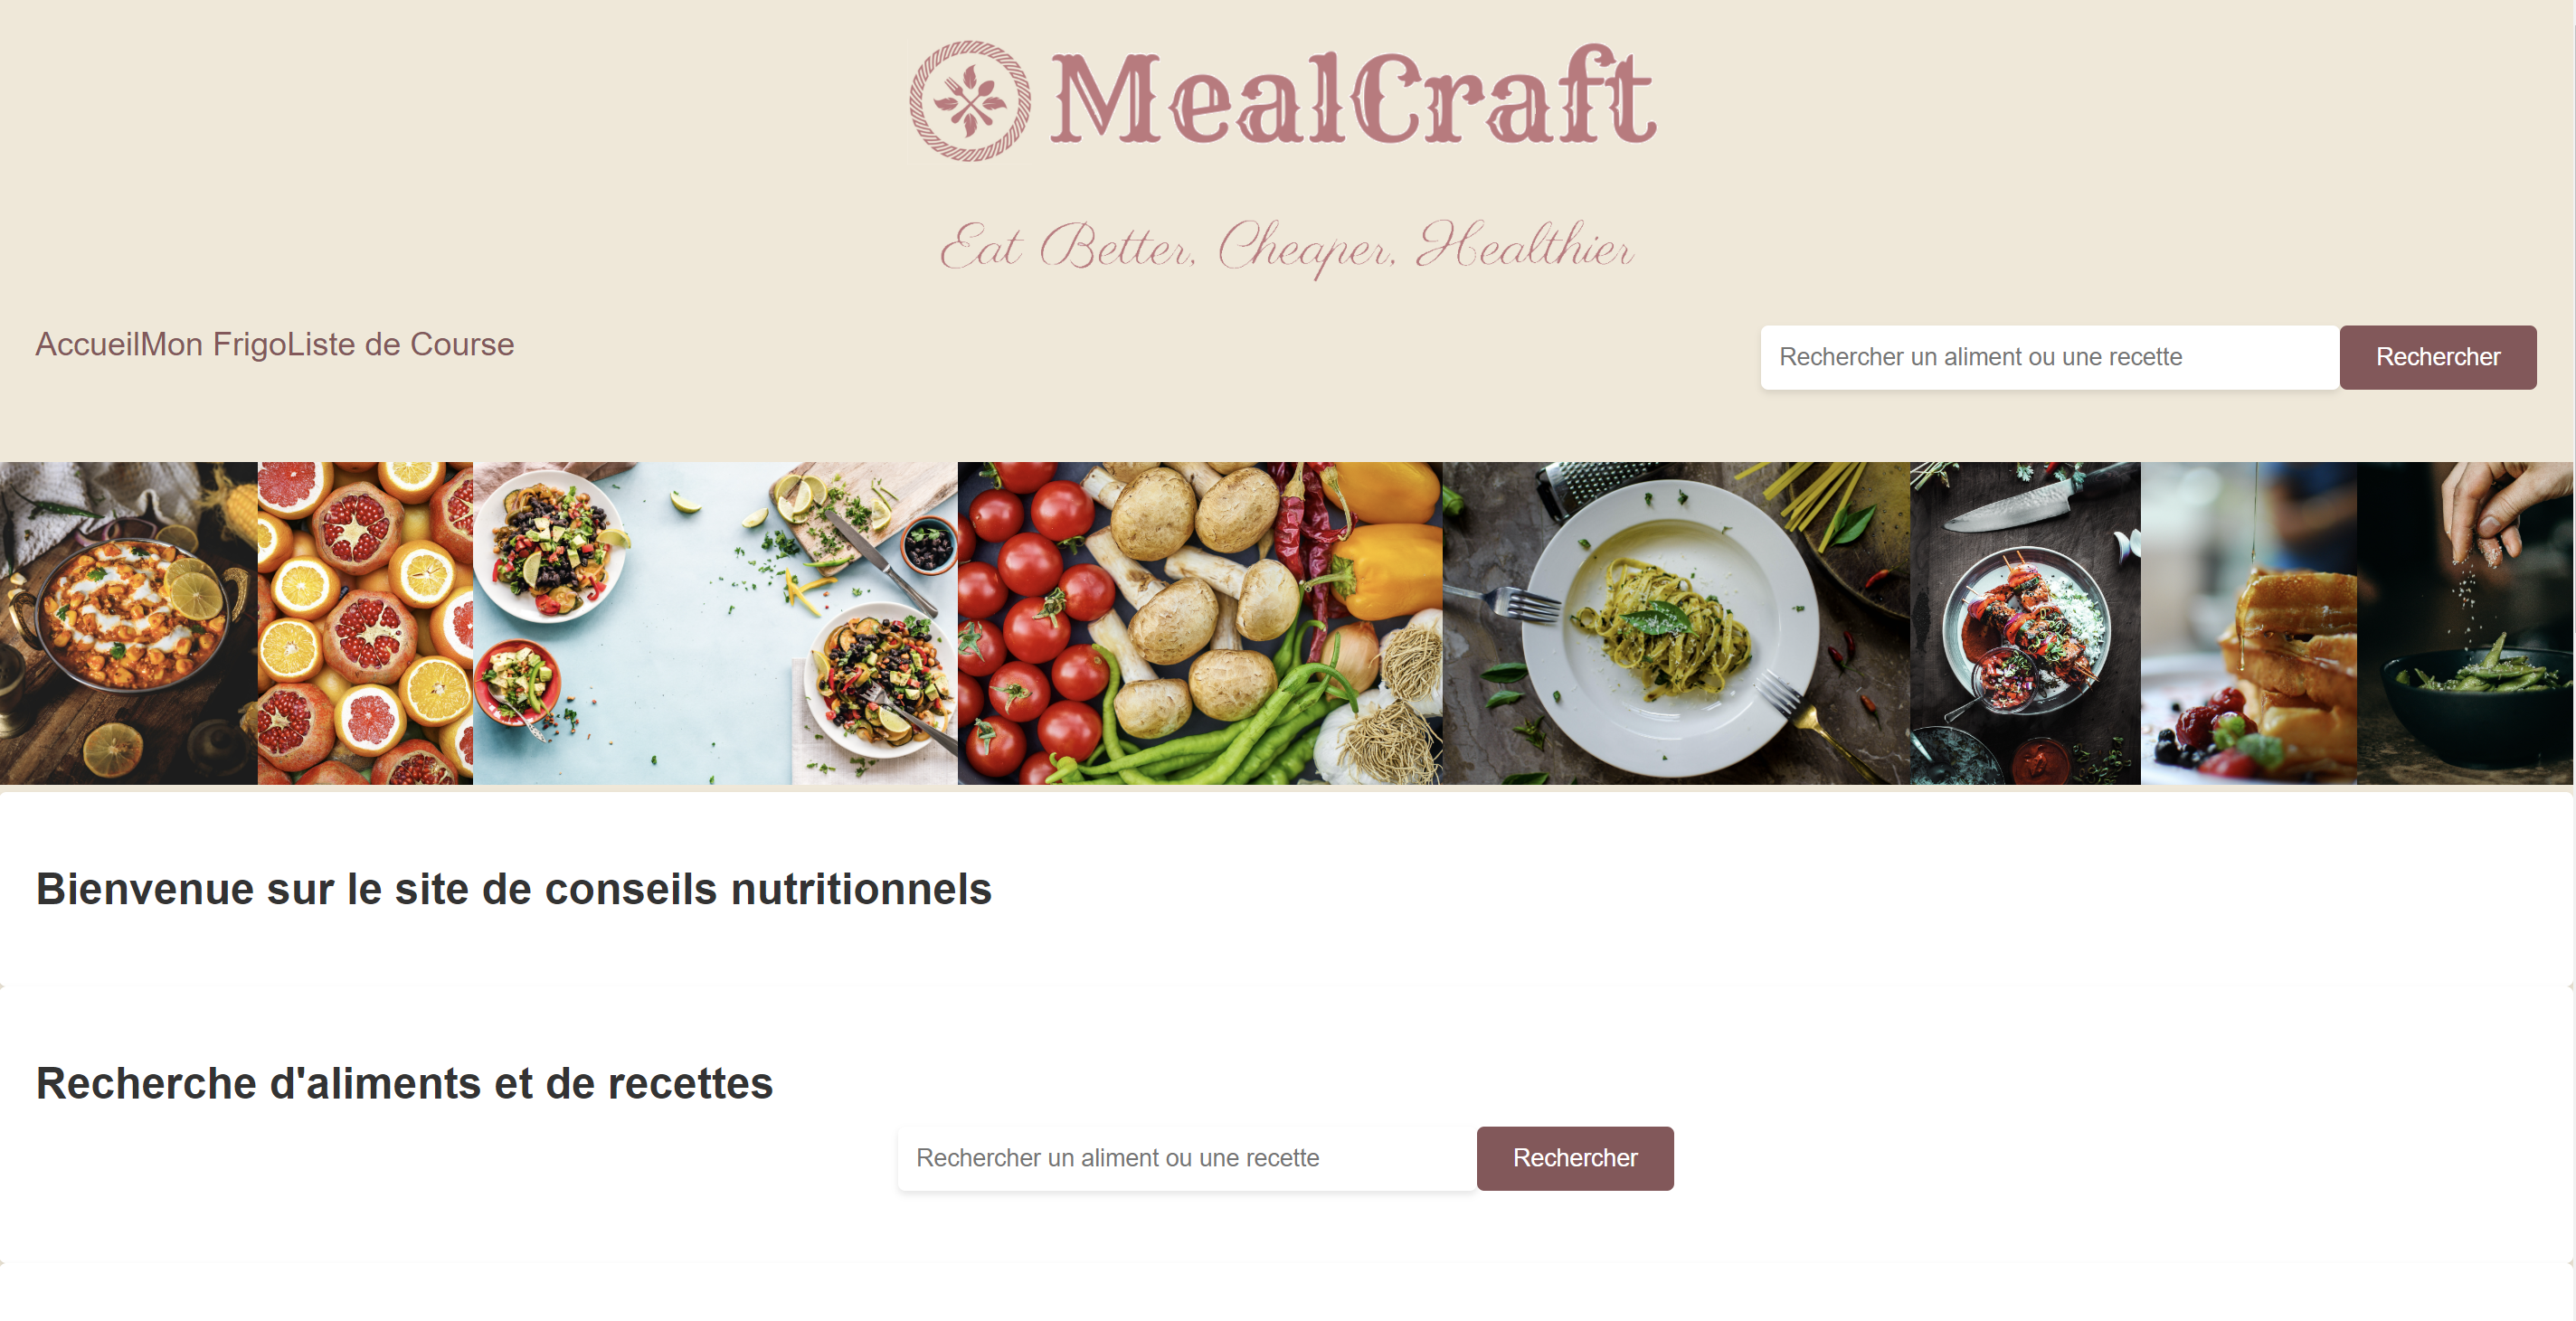 MealCraft
Eat Better, Cheaper, Healthier
AccueilMon FrigoListe de Course
Rechercher un aliment ou une recette
Rechercher
Bienvenue sur le site de conseils nutritionnels
Recherche d'aliments et de recettes
Rechercher un aliment ou une recette
Rechercher